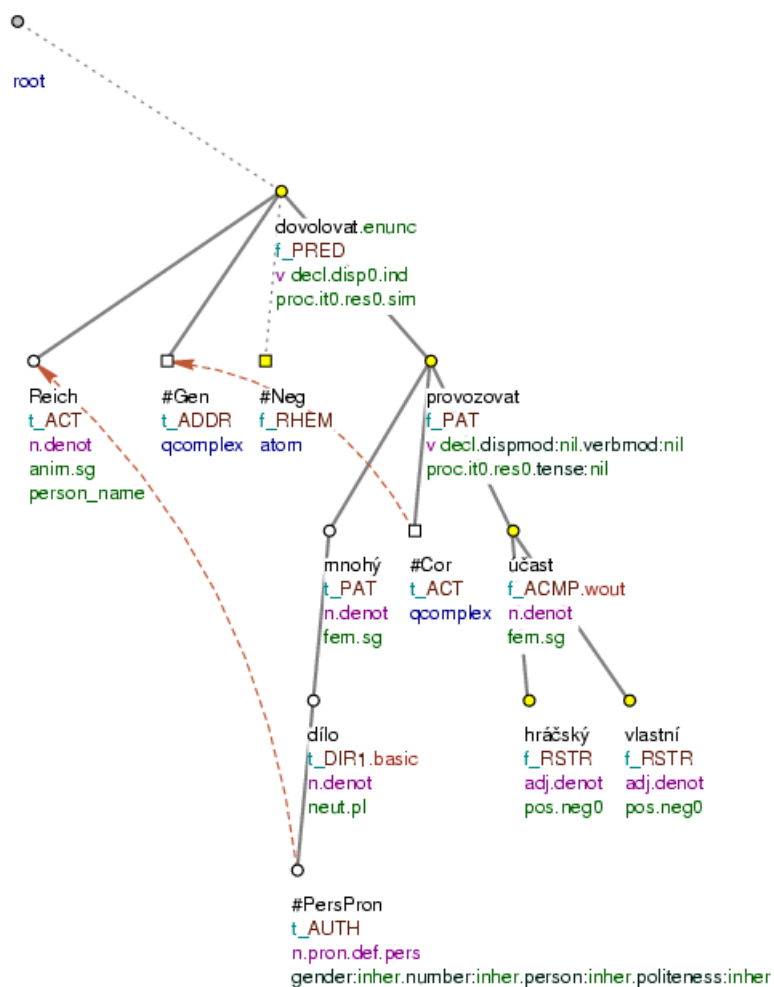 root
dovolovat.enunc
f_PRED
v decl.disp0.ind
proc.it0.res0.sim
Reich
t_ACT
n.denot
anim.sg
person_name
#Gen
t_ADDR
qcomplex
#Neg
f_RHEM
atom
provozovat
f_PAT
v decl.dispmod:nil.verbmod:nil
proc.it0.res0.tense:nil
mnohý
t_PAT
n.denot
fem.sg
#Cor
t_ACT
qcomplex
účast
f_ACMP.wout
n.denot
fem.sg
dílo
t_DIR1.basic
n.denot
neut.pl
hráčský
f_RSTR
adj.denot
pos.neg0
vlastní
f_RSTR
adj.denot
pos.neg0
#PersPron
t_AUTH
n.pron.def.pers
gender:inher.number:inher.person:inher.politeness:inher